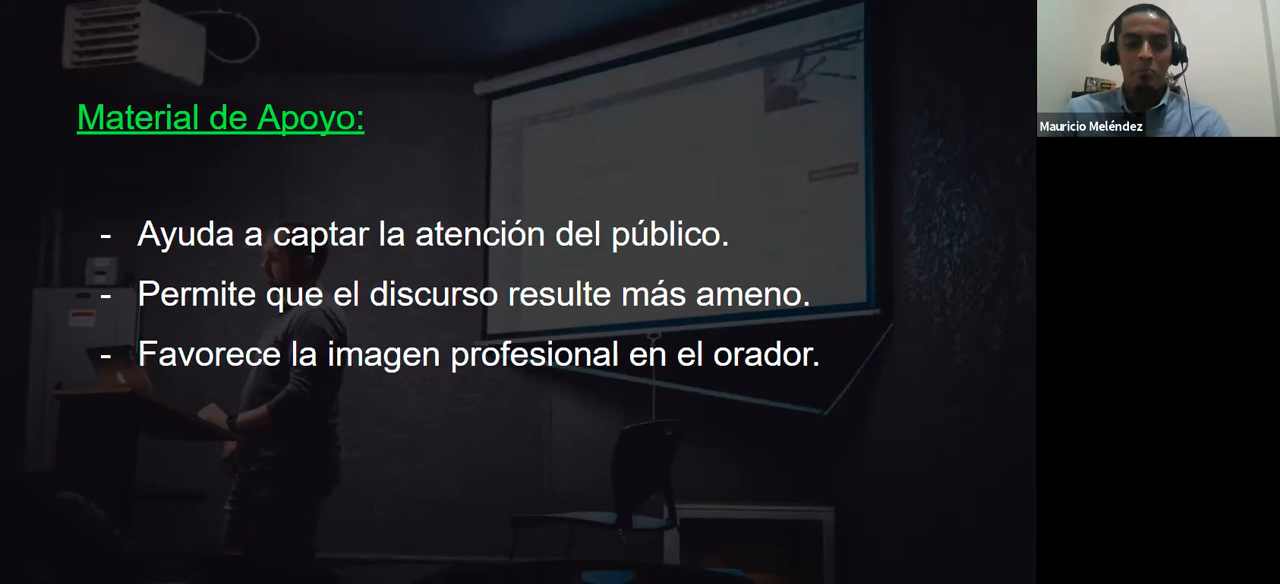 Material de Apoyo:
- Ayuda a captar la atención del público.
- Permite que el discurso resulte más ameno.
- Favorece la imagen profesional en el orador.
Mauricio Meléndez